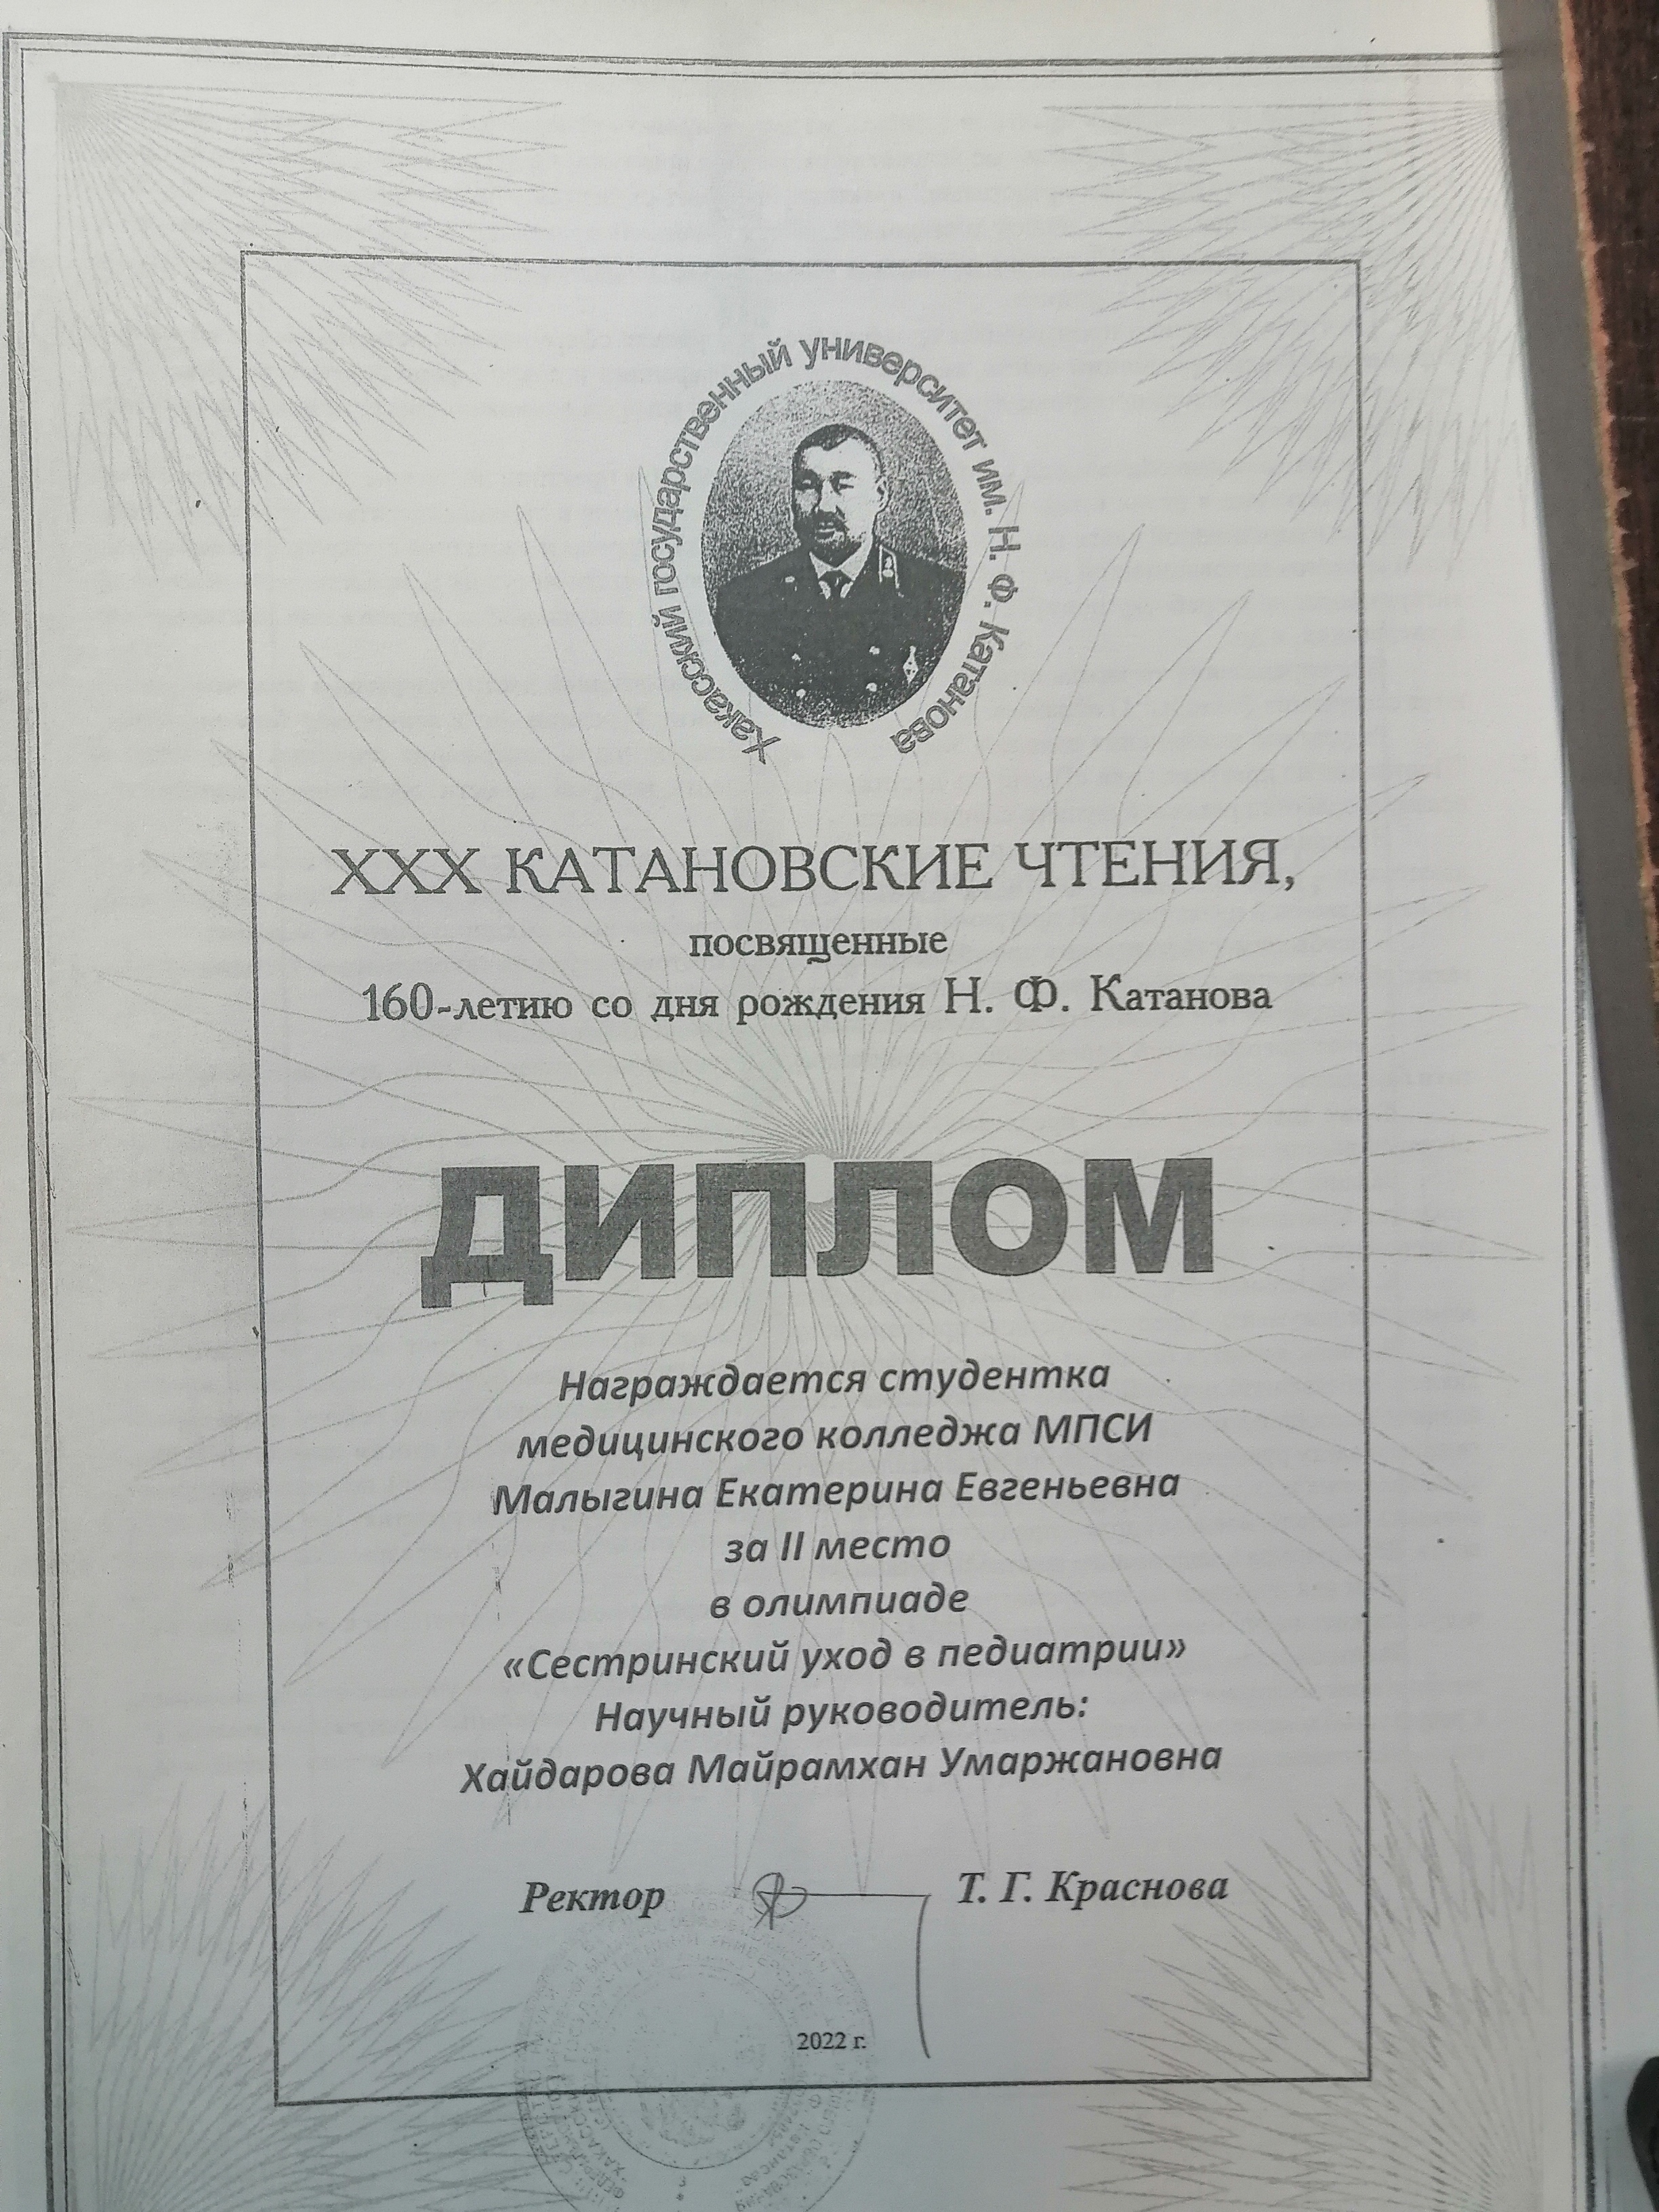 Хакасский государственный университет им. Н. Ф. Катанова
XXX КАТАНОВСКИЕ ЧТЕНИЯ,
посвященные
160-летию со дня рождения Н. Ф. Катанова
ДИПЛОМ
Награждается студентка
медицинского колледжа МПСИ
Малыгина Екатерина Евгеньевна
за II место
в олимпиаде
«Сестринский уход в педиатрии»
Научный руководитель:
Хайдарова Майрамхан Умаржановна
Ректор Т. Г. Краснова
2022 г.